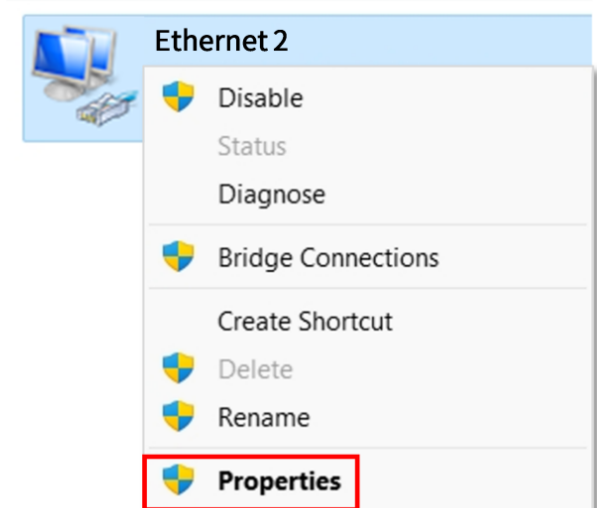 Ethernet 2
Disable
Status
Diagnose
Bridge Connections
Create Shortcut
Delete
Rename
Properties